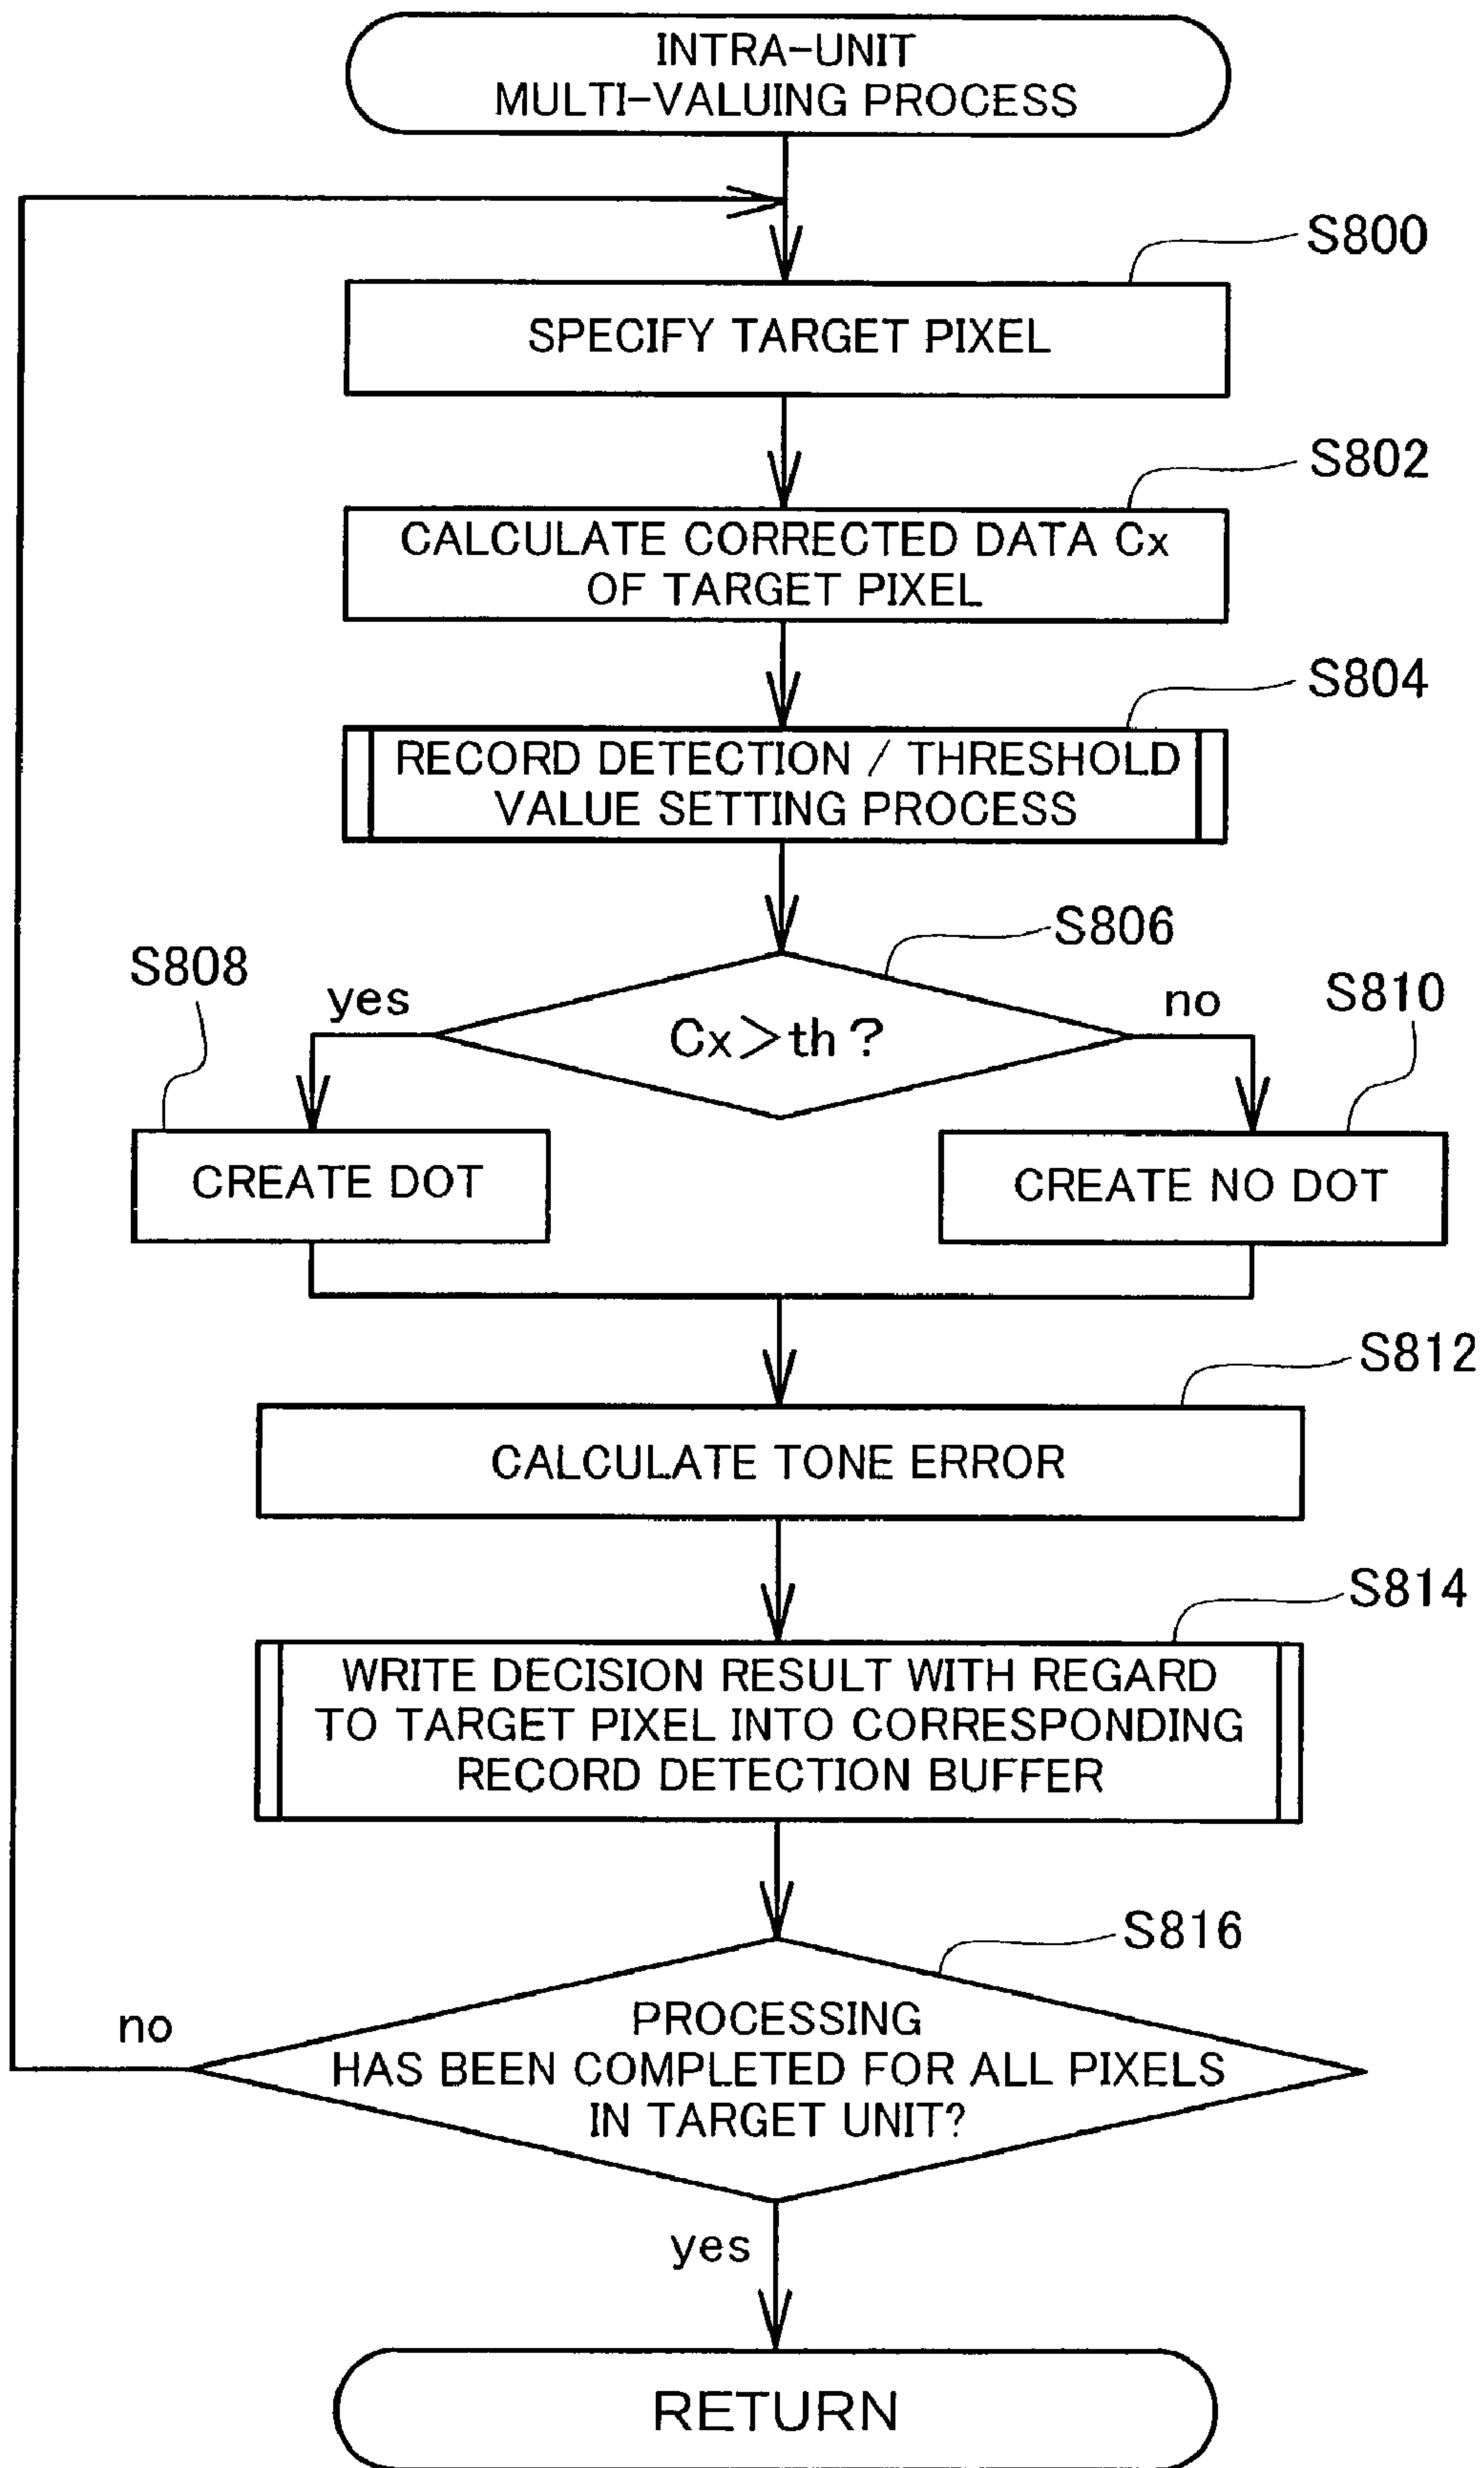 INTRA-UNIT
MULTI-VALUING PROCESS
S800
SPECIFY TARGET PIXEL
S802
CALCULATE CORRECTED DATA Cx
OF TARGET PIXEL
S804
RECORD DETECTION / THRESHOLD
VALUE SETTING PROCESS
S806
S808
yes
no
S810
Cx>th?
CREATE DOT
CREATE NO DOT
S812
CALCULATE TONE ERROR
S814
WRITE DECISION RESULT WITH REGARD
TO TARGET PIXEL INTO CORRESPONDING
RECORD DETECTION BUFFER
S816
no
PROCESSING
HAS BEEN COMPLETED FOR ALL PIXELS
IN TARGET UNIT?
yes
RETURN